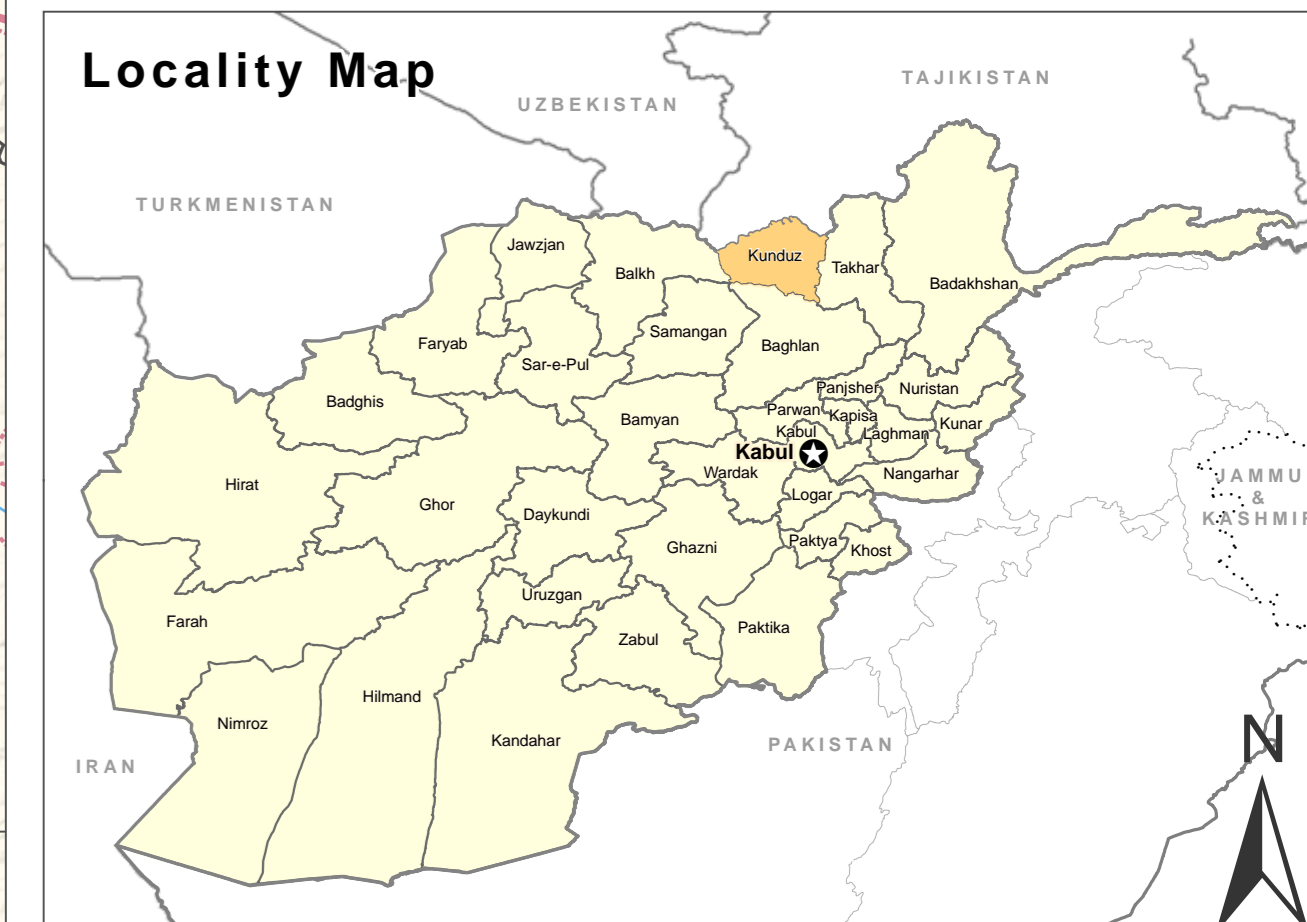 Locality Map
TAJIKISTAN
UZBEKISTAN
TURKMENISTAN
Jawzjan
Kunduz
Balkh
Takhar
Badakhshan
Samangan
Faryab
Baghlan
Sar-e-Pul
Panjsher
Nuristan
Badghis
Parwan
Kapisa
Bamyan
Kunar
Kabul
Laghman
Kabul
Wardak
Nangarhar
JAMMU
&
KASHMIR
Hirat
Logar
Ghor
Daykundi
Paktya
Khost
Ghazni
Uruzgan
Farah
Paktika
Zabul
Hilmand
Nimroz
Kandahar
PAKISTAN
IRAN
N